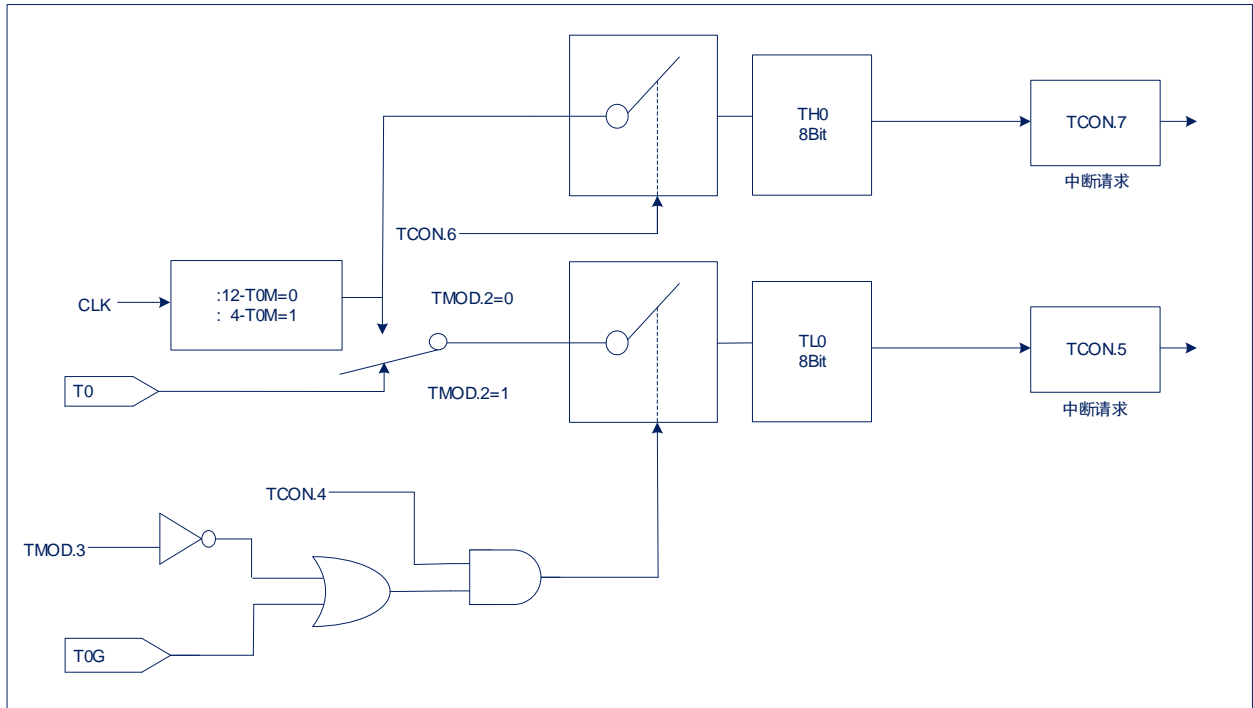 TH0
8Bit
TCON.7
中断请求
TCON.6
CLK
:12-T0M=0
: 4-T0M=1
TMOD.2=0
TL0
8Bit
TCON.5
中断请求
T0
TMOD.2=1
TCON.4
TMOD.3
T0G